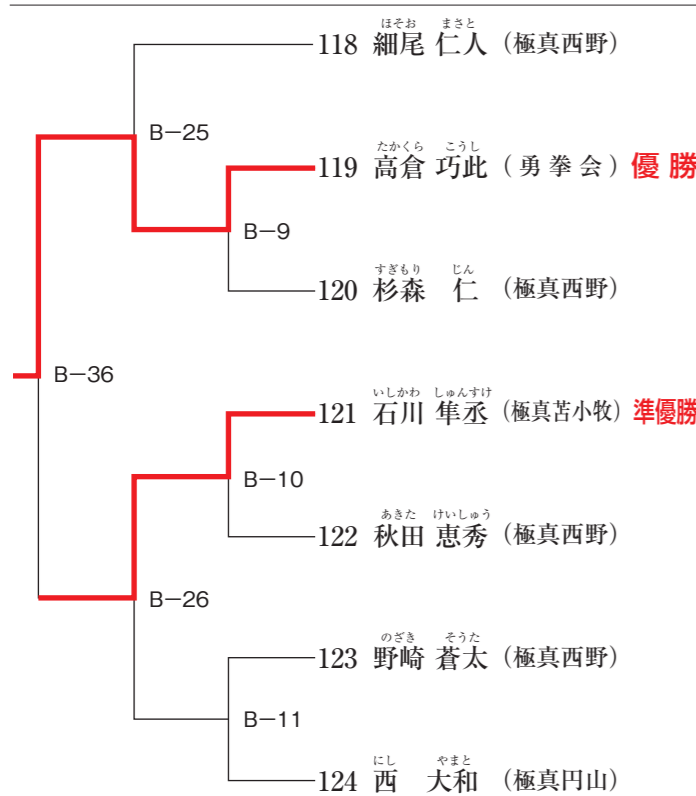 ほそお まさと
118 細尾 仁人 (極真西野)
B-25
たかくら こうし
119 高倉 巧此 (勇拳会) 優勝
B-9
すぎもり じん
120 杉森 仁 (極真西野)
B-36
いしかわ しゅんすけ
121 石川 隼丞 (極真苫小牧) 準優勝
B-10
あきた けいしゅう
122 秋田 恵秀 (極真西野)
B-26
のざき そうた
123 野崎 蒼太 (極真西野)
B-11
にし やまと
124 西 大和 (極真円山)